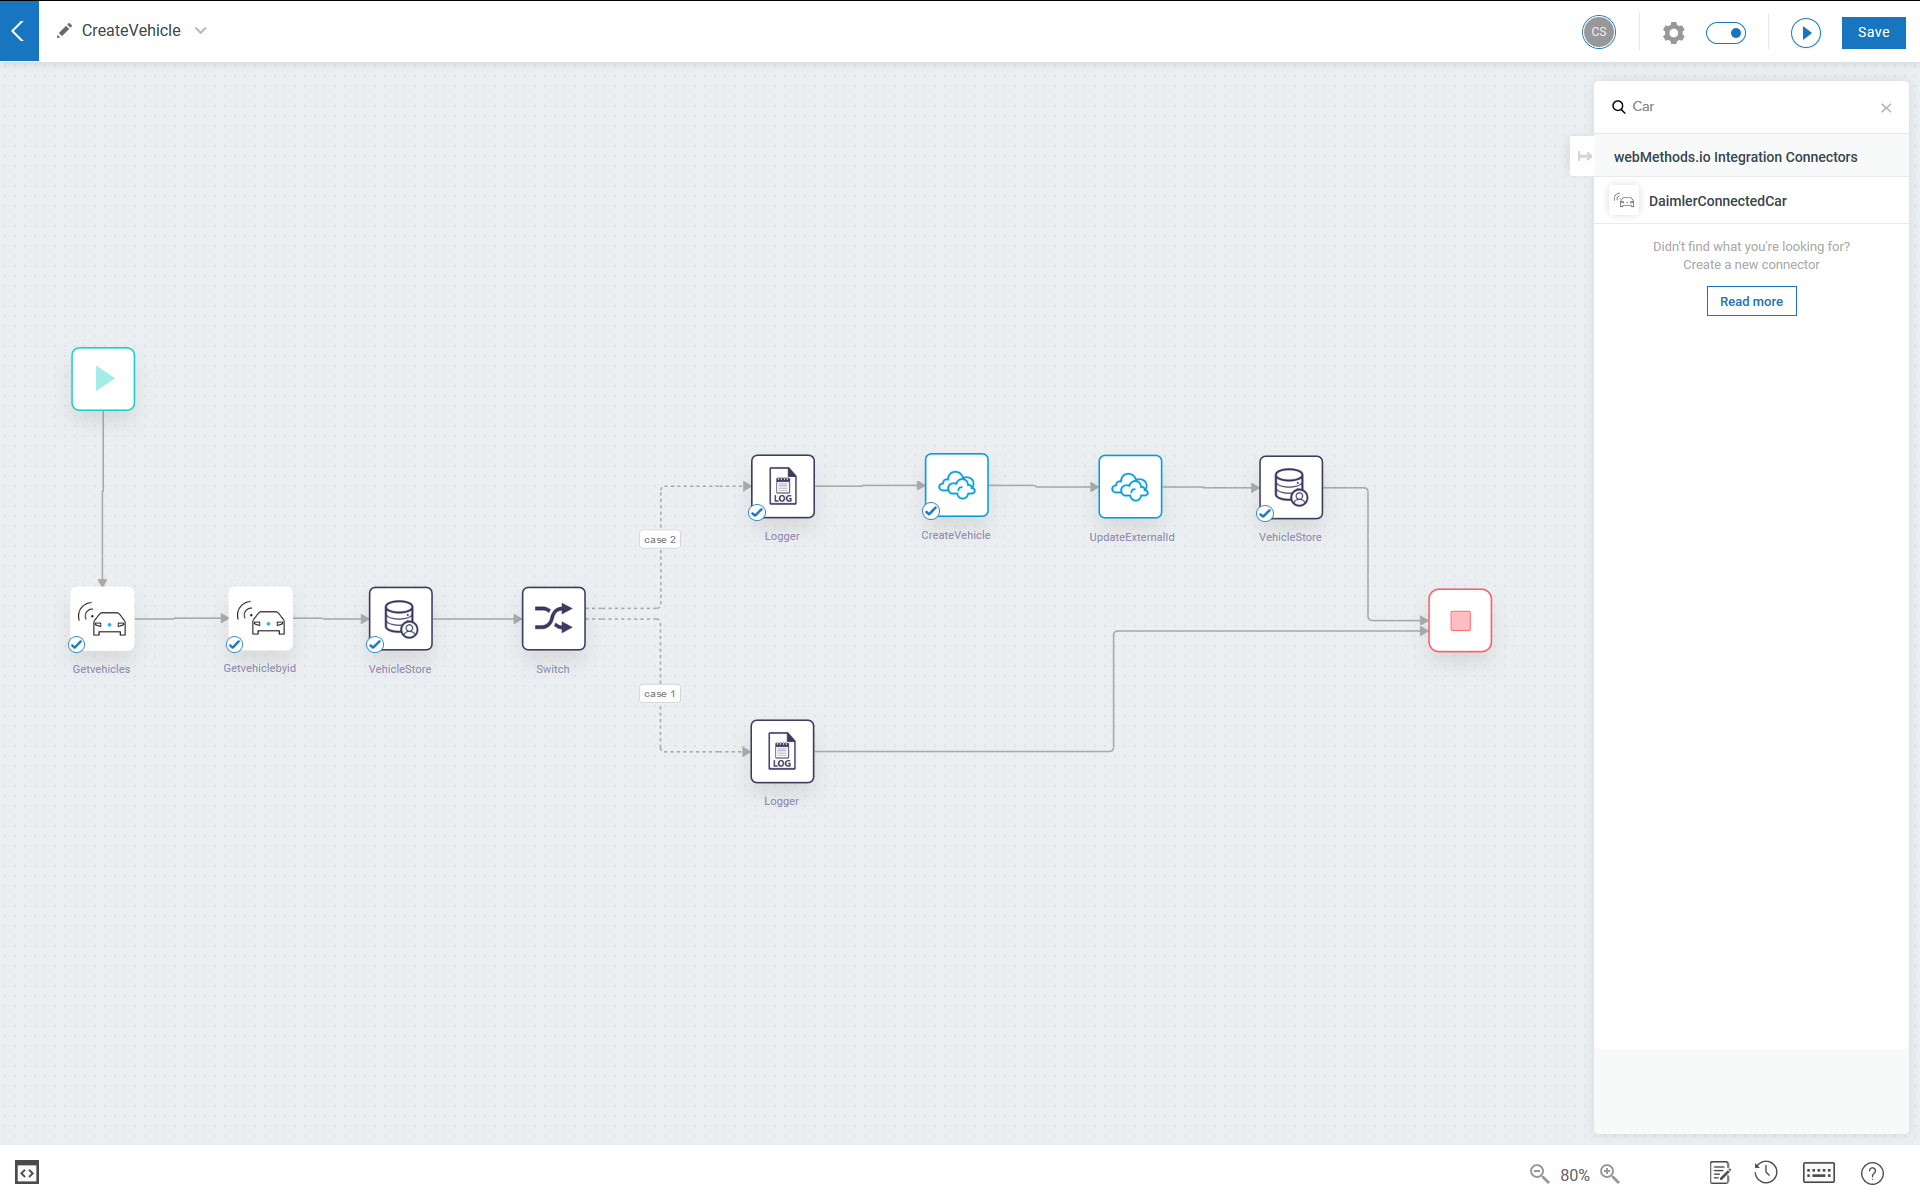 CreateVehicle
CS
Save
Car
webMethods.io Integration Connectors
DaimlerConnectedCar
Didn't find what you're looking for?
Create a new connector
Read more
LOG
Logger
CreateVehicle
UpdateExternalId
VehicleStore
case 2
Getvehicles
Getvehiclebyid
VehicleStore
Switch
case 1
LOG
Logger
80%